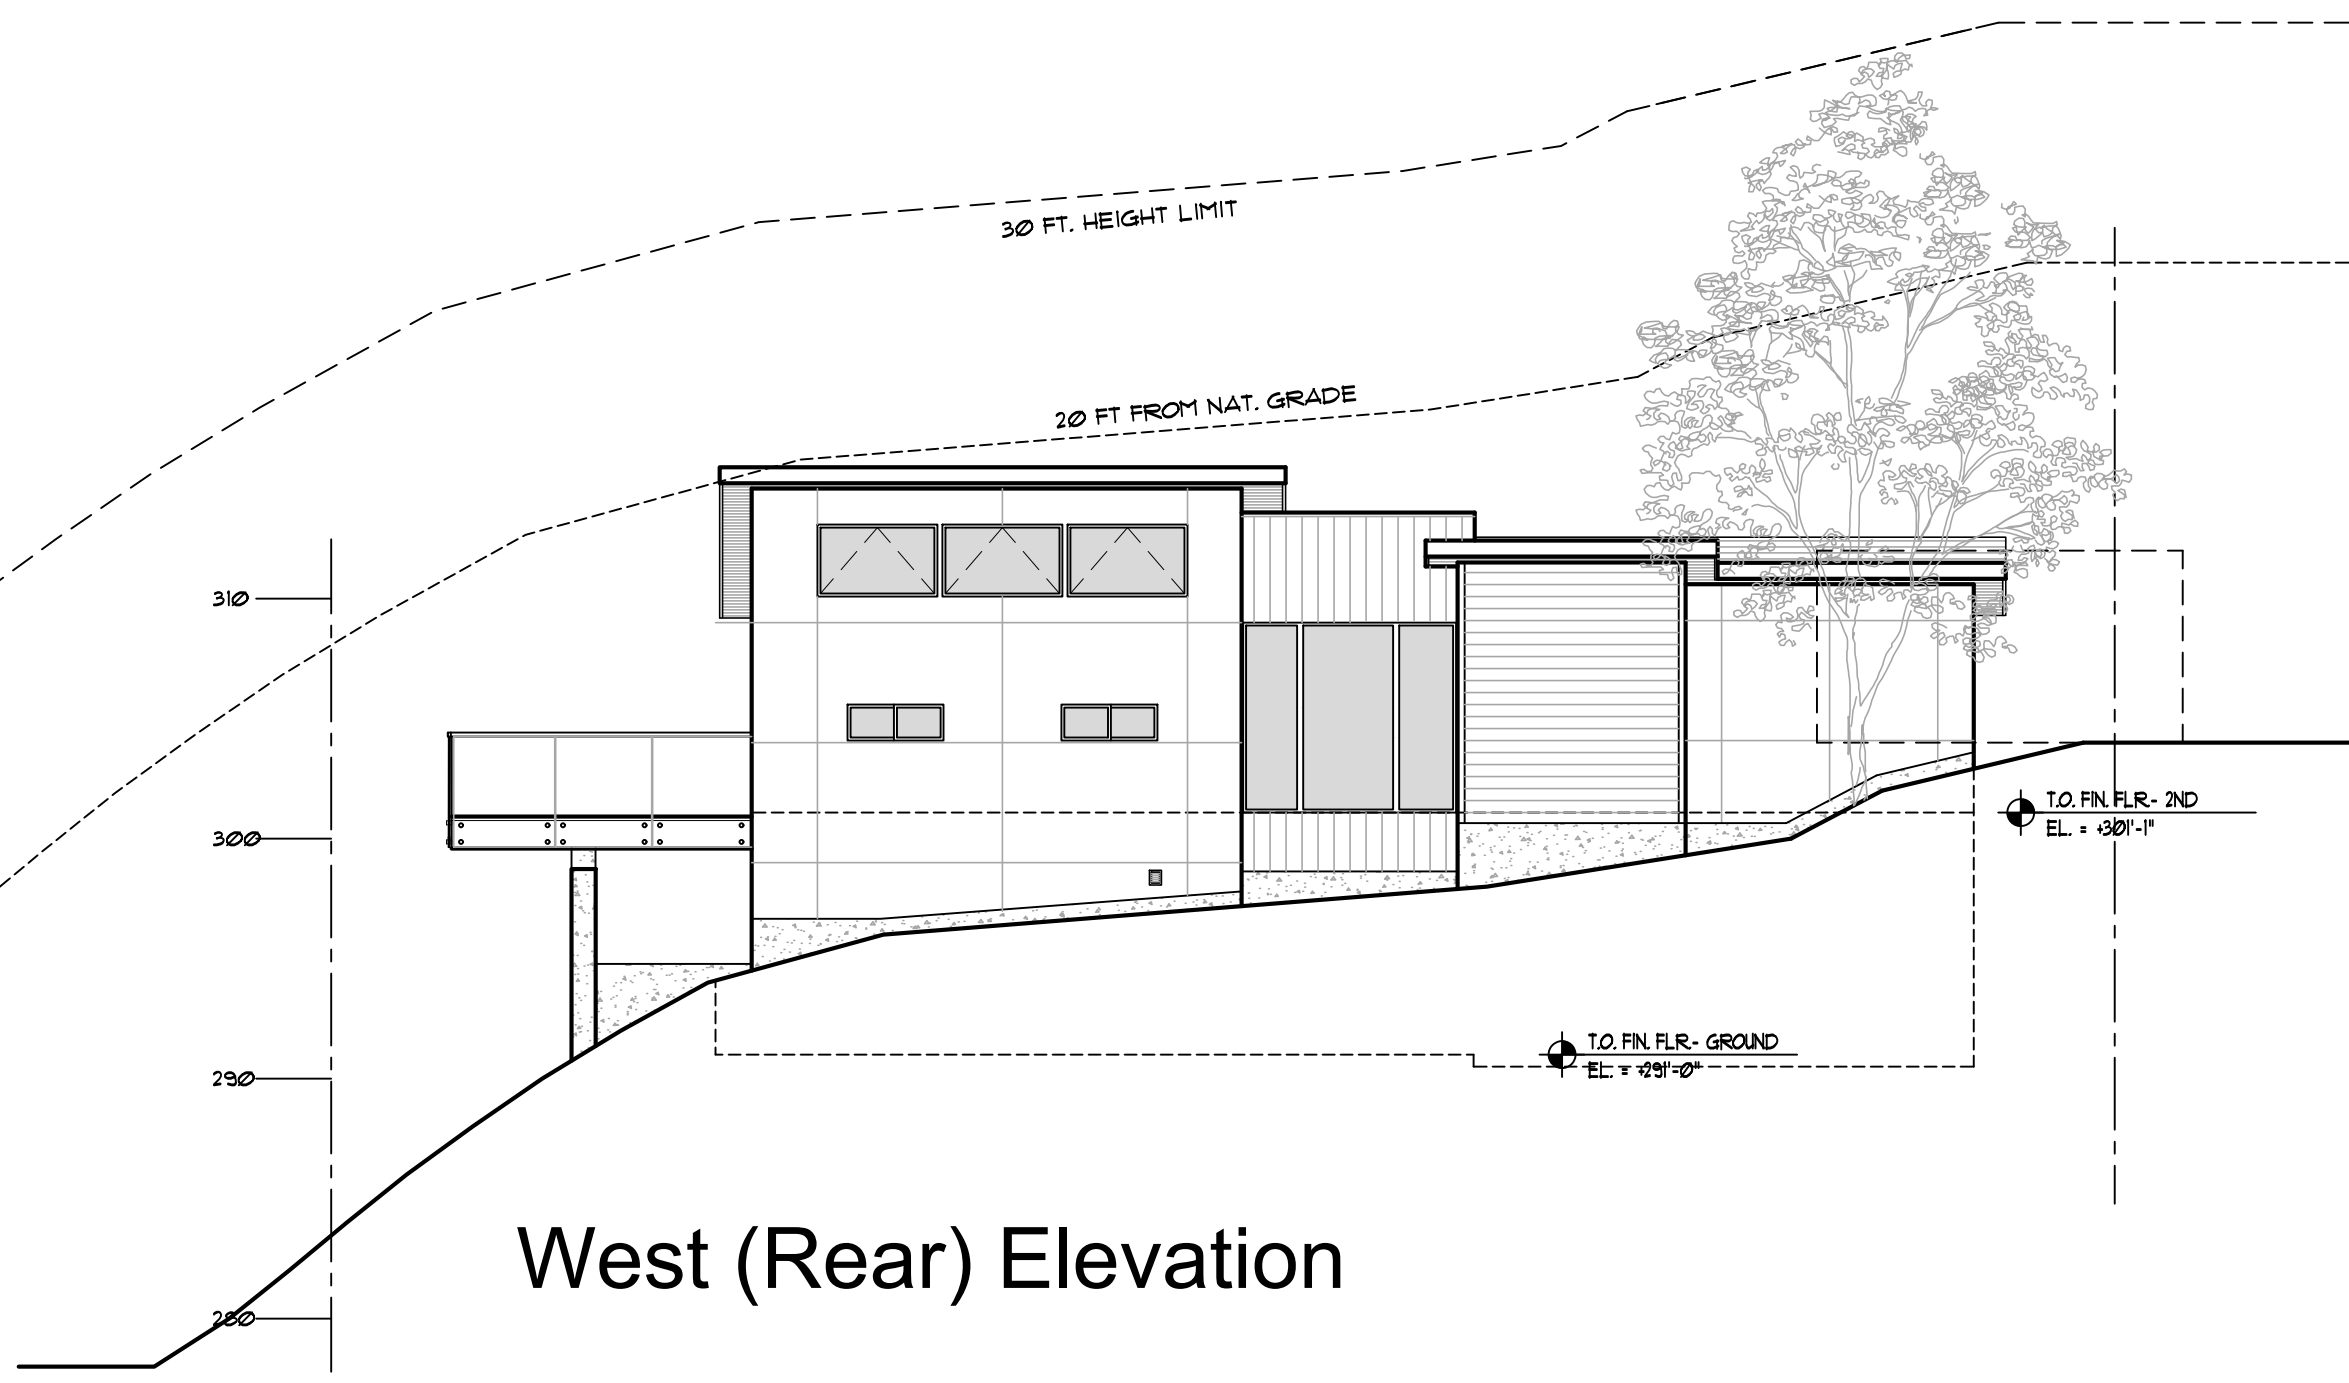 30 FT. HEIGHT LIMIT
20 FT FROM NAT. GRADE
310
300
T.O. FIN. FLR.- 2ND
EL. = +301'-1"
T.O. FIN. FLR.- GROUND
EL. = +291'-0"
290
West (Rear) Elevation
280